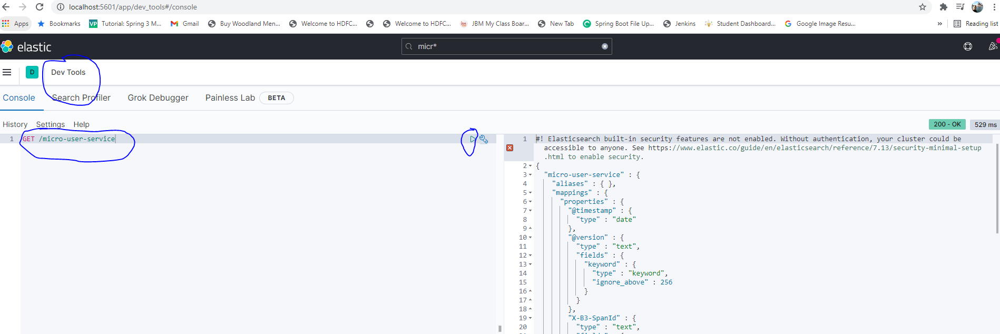 localhost:5601/app/dev_tools#/console
Apps Bookmarks VP Tutorial: Spring 3 M... Gmail Buy Woodland Men... Welcome to HDFC... Welcome to HDFC... JBM My Class Boar... New Tab Spring Boot File Up... Jenkins Student Dashboard... Google Image Resu... » Reading list
elastic micr*
D Dev Tools
Console Search Profiler Grok Debugger Painless Lab BETA
History Settings Help 200 - OK 529 ms
1 GET /micro-user-service
1 #! Elasticsearch built-in security features are not enabled. Without authentication, your cluster could be
accessible to anyone. See https://www.elastic.co/guide/en/elasticsearch/reference/7.13/security-minimal-setup
.html to enable security.
2 {
3 "micro-user-service" : {
4 "aliases" : { },
5 "mappings" : {
6 "properties" : {
7 "@timestamp" : {
8 "type" : "date"
9 },
10 "@version" : {
11 "type" : "text",
12 "fields" : {
13 "keyword" : {
14 "type" : "keyword",
15 "ignore_above" : 256
16 }
17 }
18 },
19 "X-B3-SpanId" : {
20 "type" : "text",